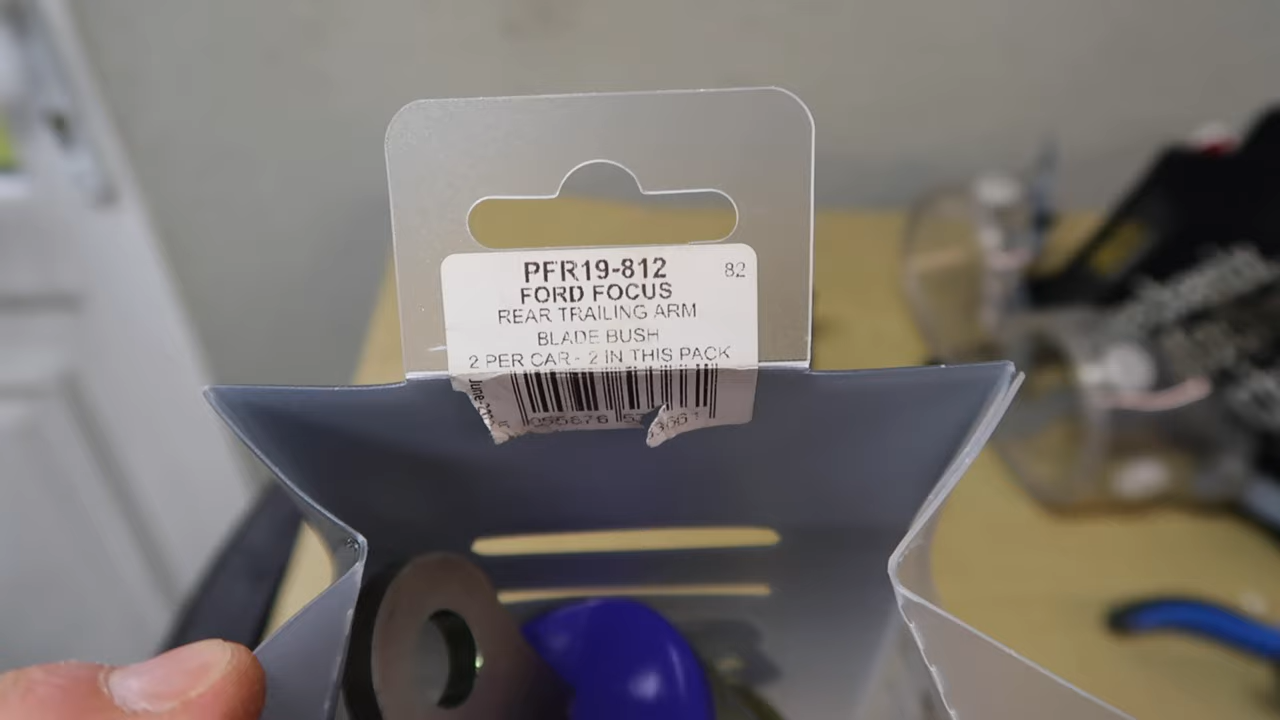 PFR19-812
82
FORD FOCUS
REAR TRAILING ARM
BLADE BUSH
2 PER CAR - 2 IN THIS PACK